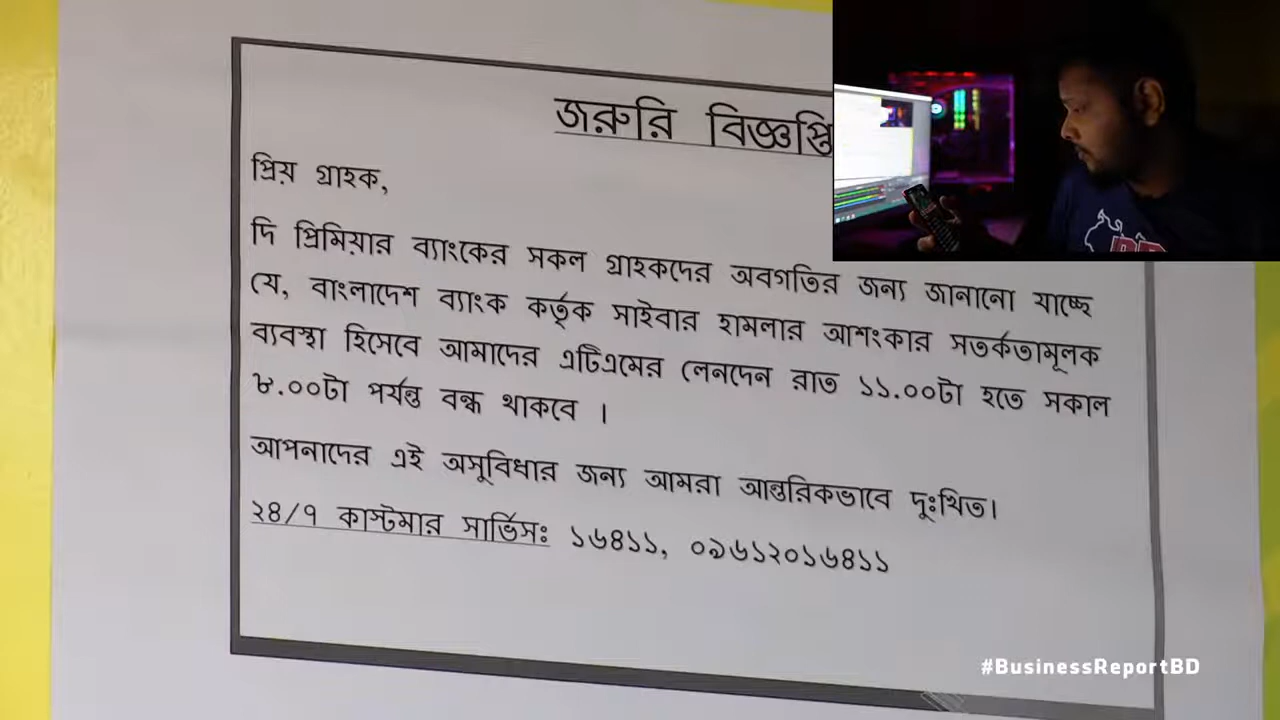 জরুরি বিজ্ঞপ্তি
প্রিয় গ্রাহক,
দি প্রিমিয়ার ব্যাংকের সকল গ্রাহকদের অবগতির জন্য জানানো যাচ্ছে
যে, বাংলাদেশ ব্যাংক কর্তৃক সাইবার হামলার আশংকার সতর্কতামূলক
ব্যবস্থা হিসেবে আমাদের এটিএমের লেনদেন রাত ১১.০০টা হতে সকাল
৮.০০টা পর্যন্ত বন্ধ থাকবে ।
আপনাদের এই অসুবিধার জন্য আমরা আন্তরিকভাবে দুঃখিত।
২৪/৭ কাস্টমার সার্ভিসঃ ১৬৪১১, ০৯৬১২০১৬৪১১
#BusinessReportBD